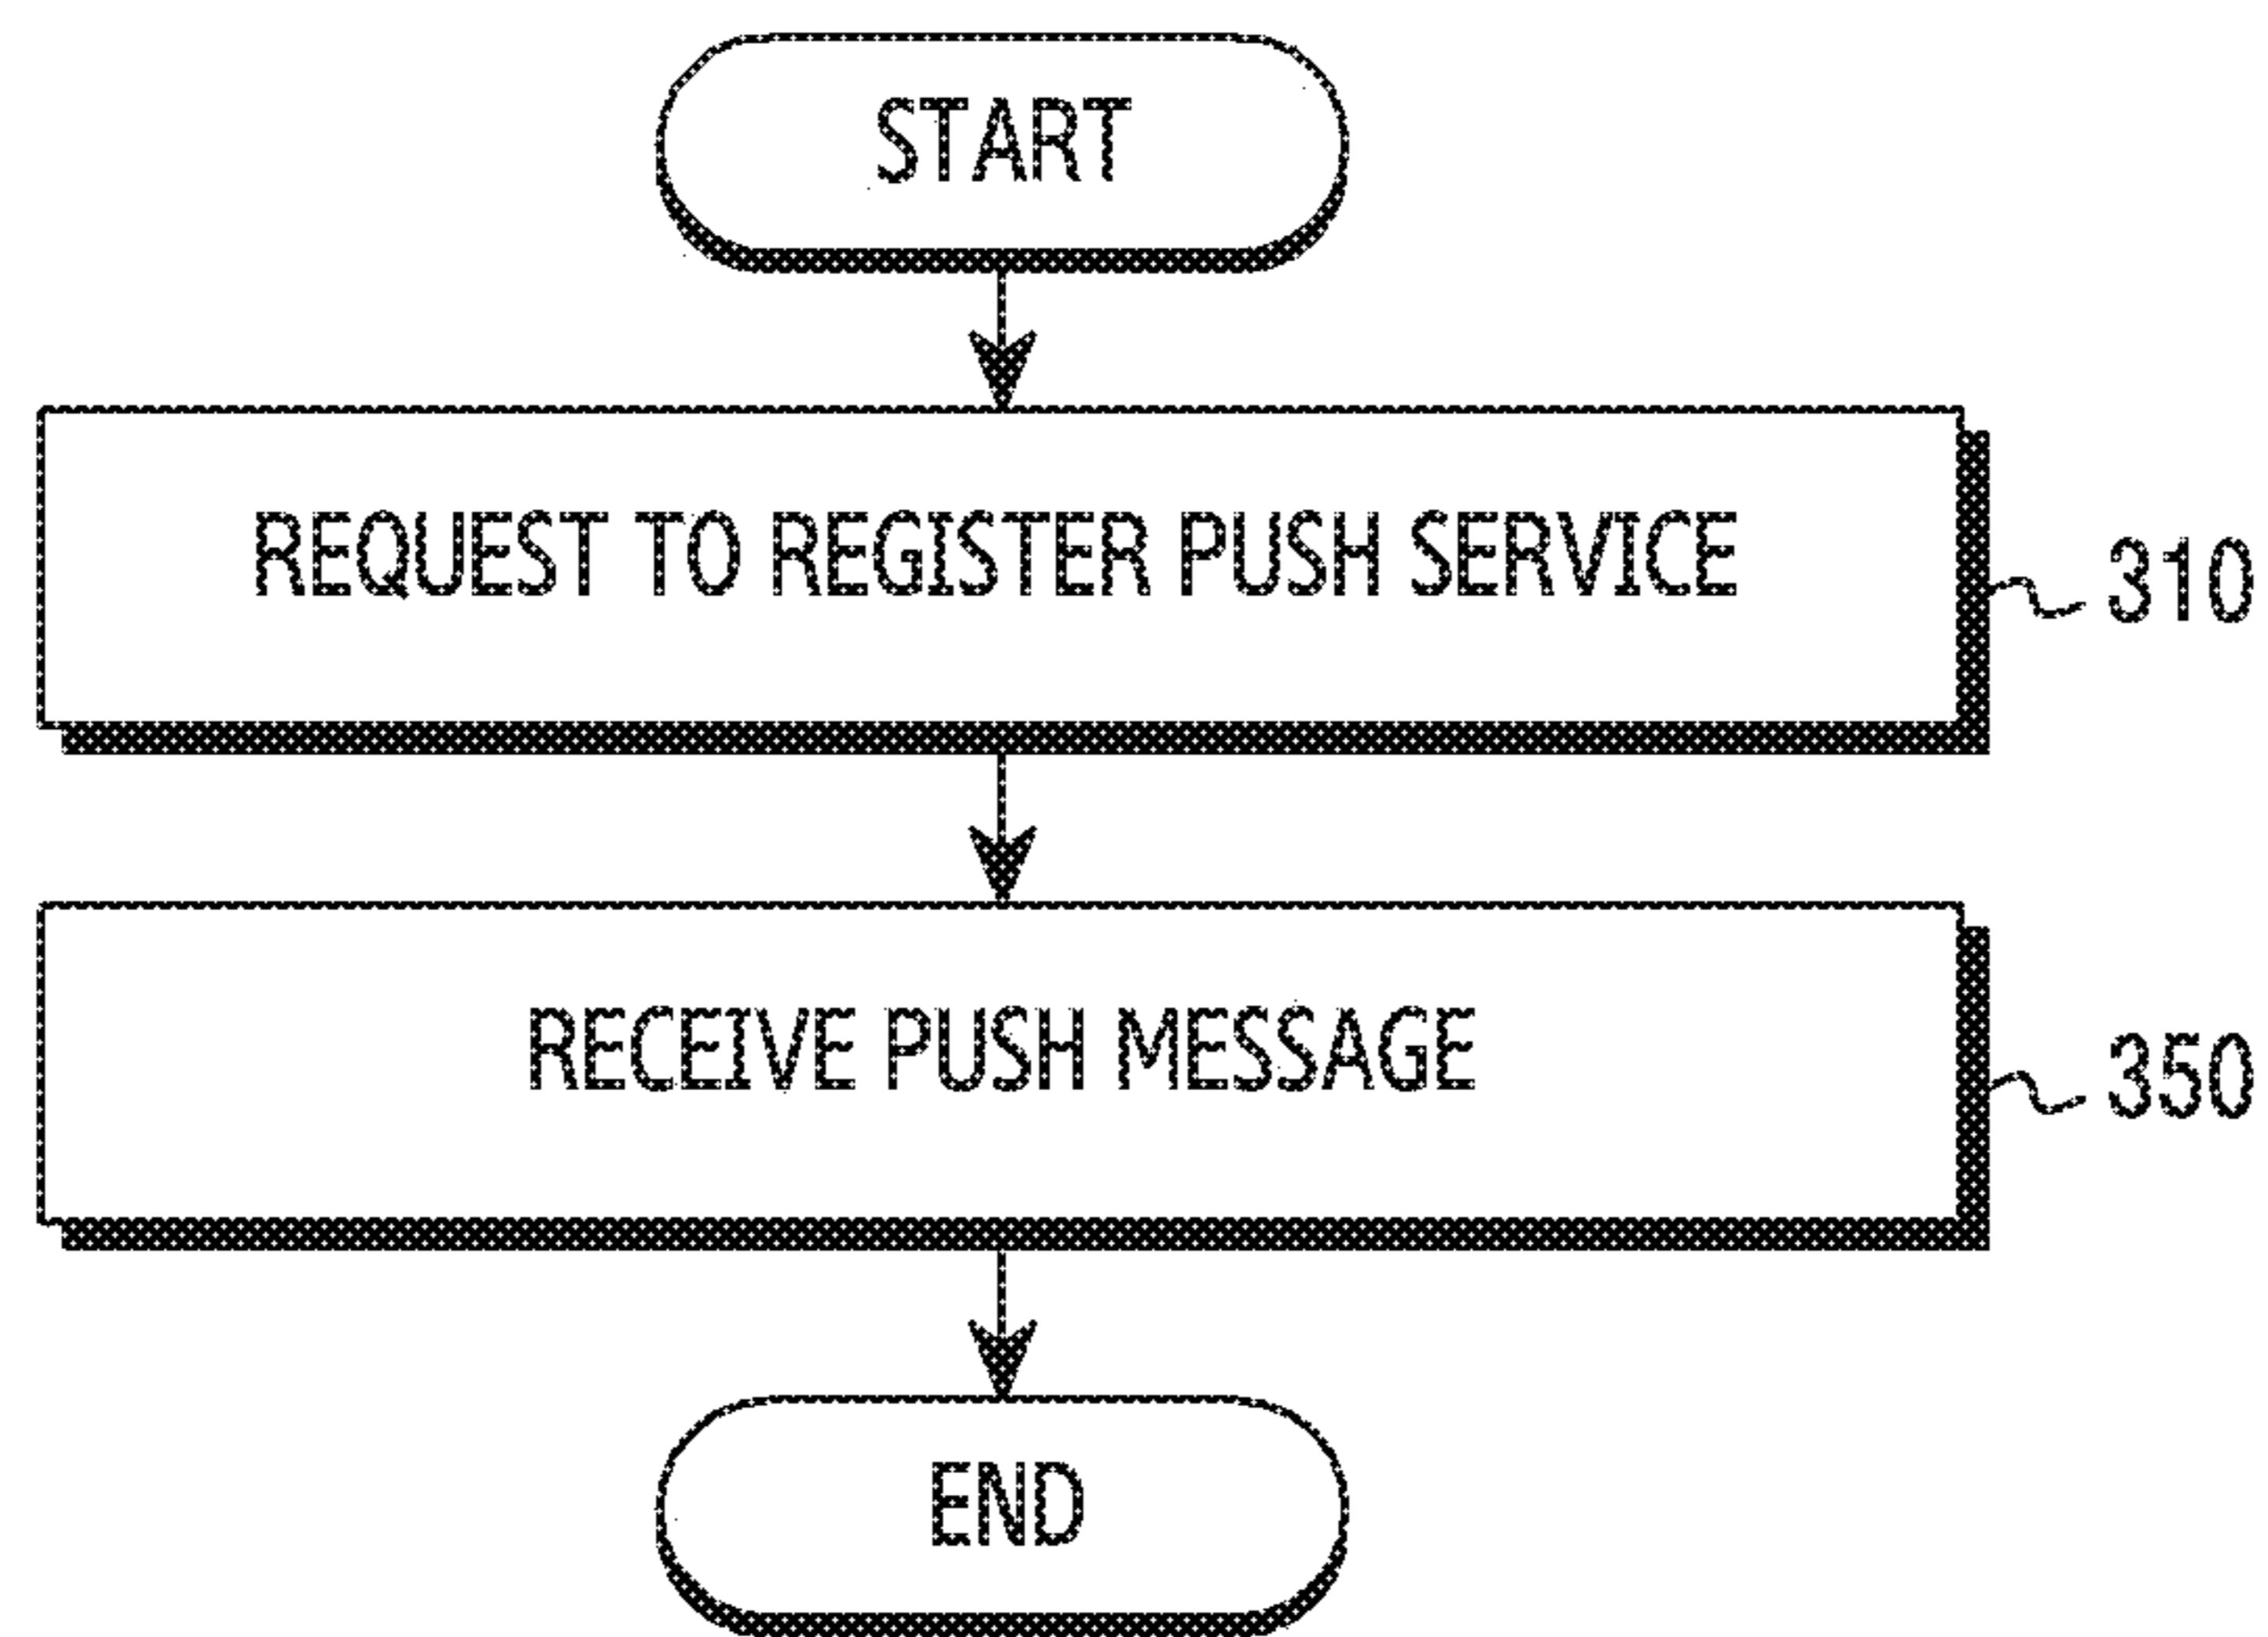 START
REQUEST TO REGISTER PUSH SERVICE
310
RECEIVE PUSH MESSAGE
350
END